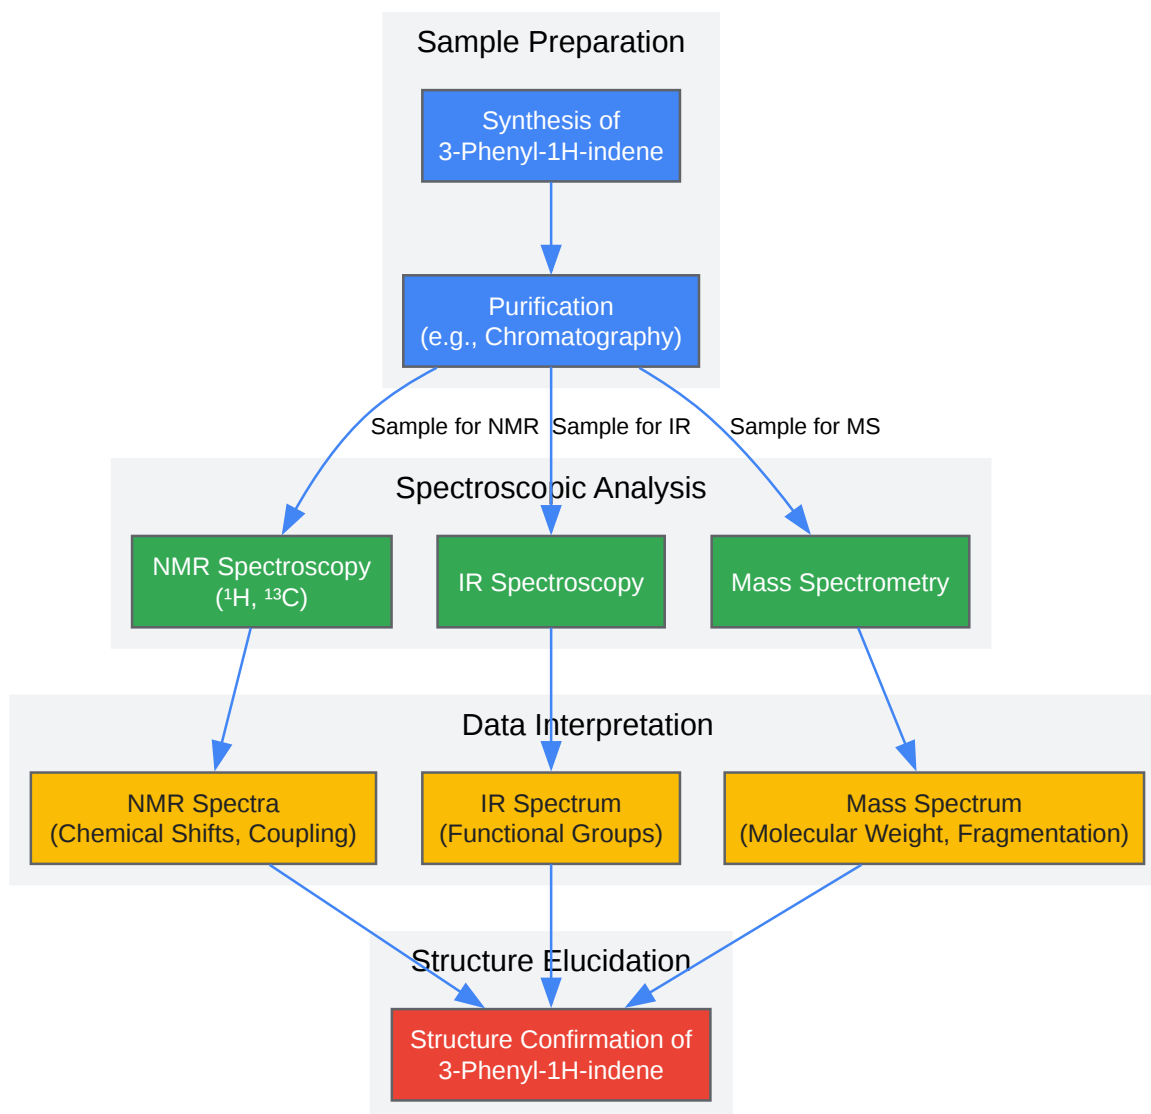 Sample Preparation
Synthesis of
3-Phenyl-1H-indene
Purification
(e.g., Chromatography)
Sample for NMR
Sample for IR
Sample for MS
Spectroscopic Analysis
NMR Spectroscopy
(¹H, ¹³C)
IR Spectroscopy
Mass Spectrometry
Data Interpretation
NMR Spectra
(Chemical Shifts, Coupling)
IR Spectrum
(Functional Groups)
Mass Spectrum
(Molecular Weight, Fragmentation)
Structure Elucidation
Structure Confirmation of
3-Phenyl-1H-indene